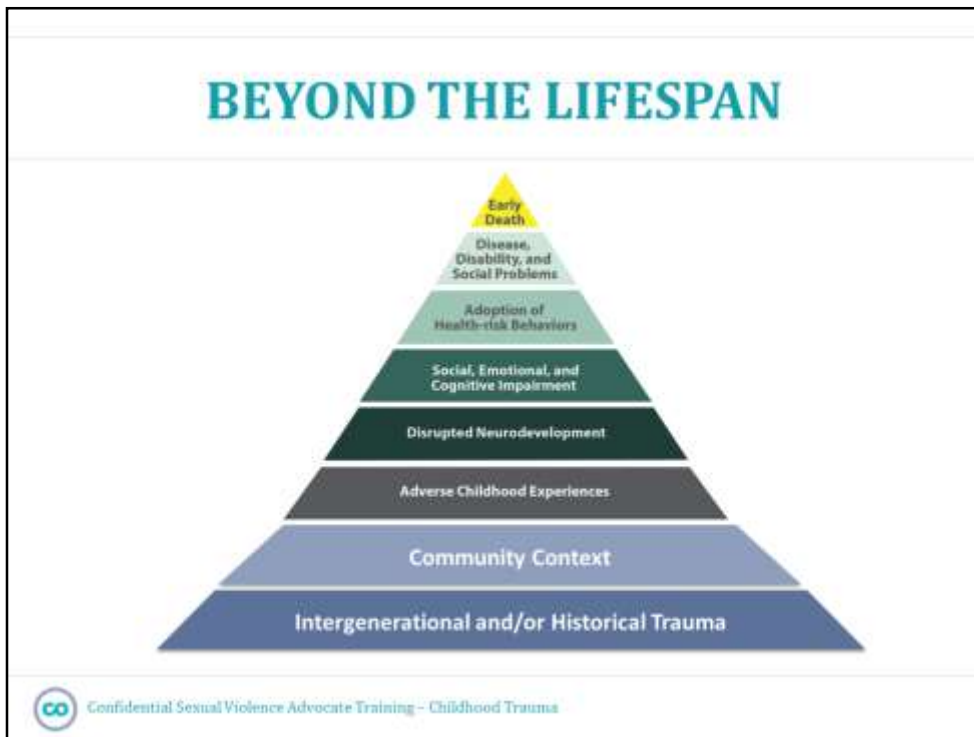 BEYOND THE LIFESPAN
Early
Death
Disease,
Disability, and
Social Problems
Adoption of
Health-risk Behaviors
Social, Emotional, and
Cognitive Impairment
Disrupted Neurodevelopment
Adverse Childhood Experiences
Community Context
Intergenerational and/or Historical Trauma
CO Confidential Sexual Violence Advocate Training – Childhood Trauma